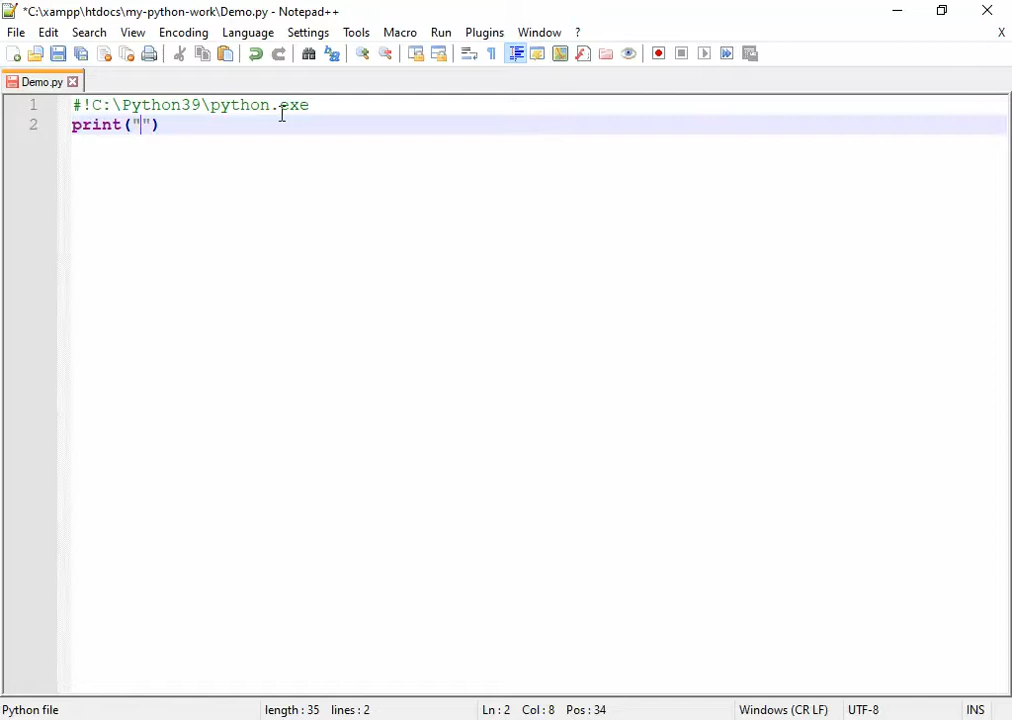 *C:\xampp\htdocs\my-python-work\Demo.py - Notepad++
File Edit Search View Encoding Language Settings Tools Macro Run Plugins Window ? X
Demo.py
1 #!C:\Python39\python.exe
2 print("")
Python file length : 35 lines : 2 Ln : 2 Col : 8 Pos : 34 Windows (CR LF) UTF-8 INS